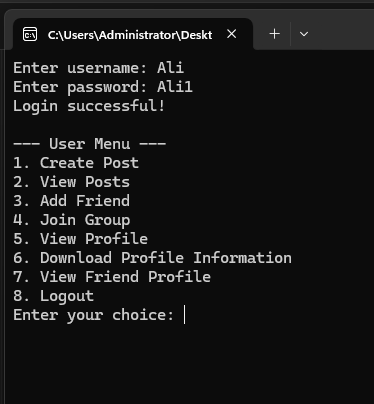 C:\Users\Administrator\Deskt
Enter username: Ali
Enter password: Ali1
Login successful!
--- User Menu ---
1. Create Post
2. View Posts
3. Add Friend
4. Join Group
5. View Profile
6. Download Profile Information
7. View Friend Profile
8. Logout
Enter your choice: